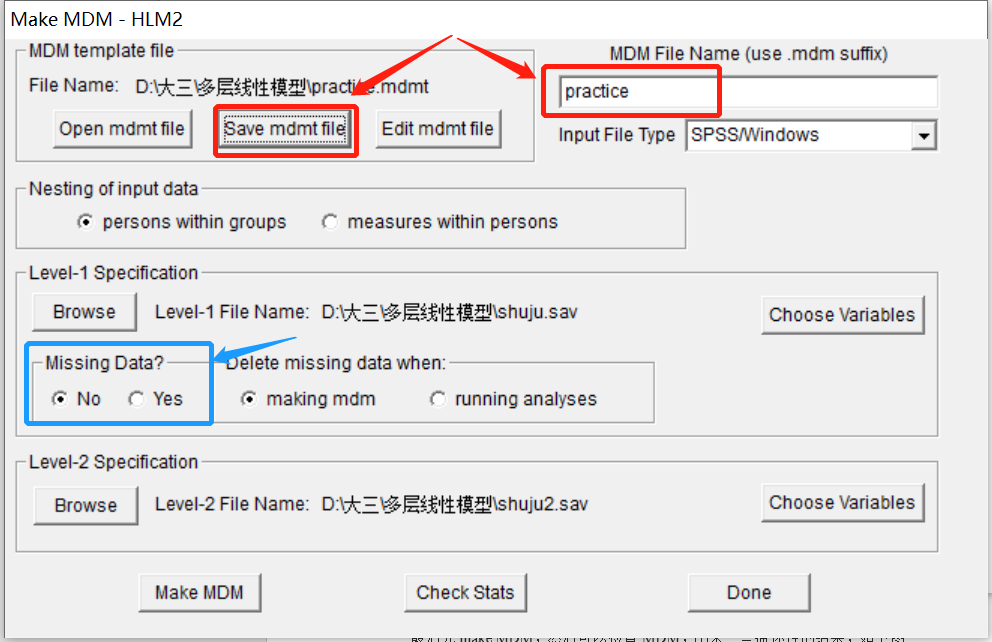 Make MDM - HLM2
MDM template file
File Name: D:\大三\多层线性模型\practice.mdmt
Open mdmt file Save mdmt file Edit mdmt file
MDM File Name (use .mdm suffix)
practice
Input File Type SPSS/Windows
Nesting of input data
persons within groups measures within persons
Level-1 Specification
Browse Level-1 File Name: D:\大三\多层线性模型\shuju.sav Choose Variables
Missing Data? Delete missing data when:
No Yes making mdm running analyses
Level-2 Specification
Browse Level-2 File Name: D:\大三\多层线性模型\shuju2.sav Choose Variables
Make MDM Check Stats Done